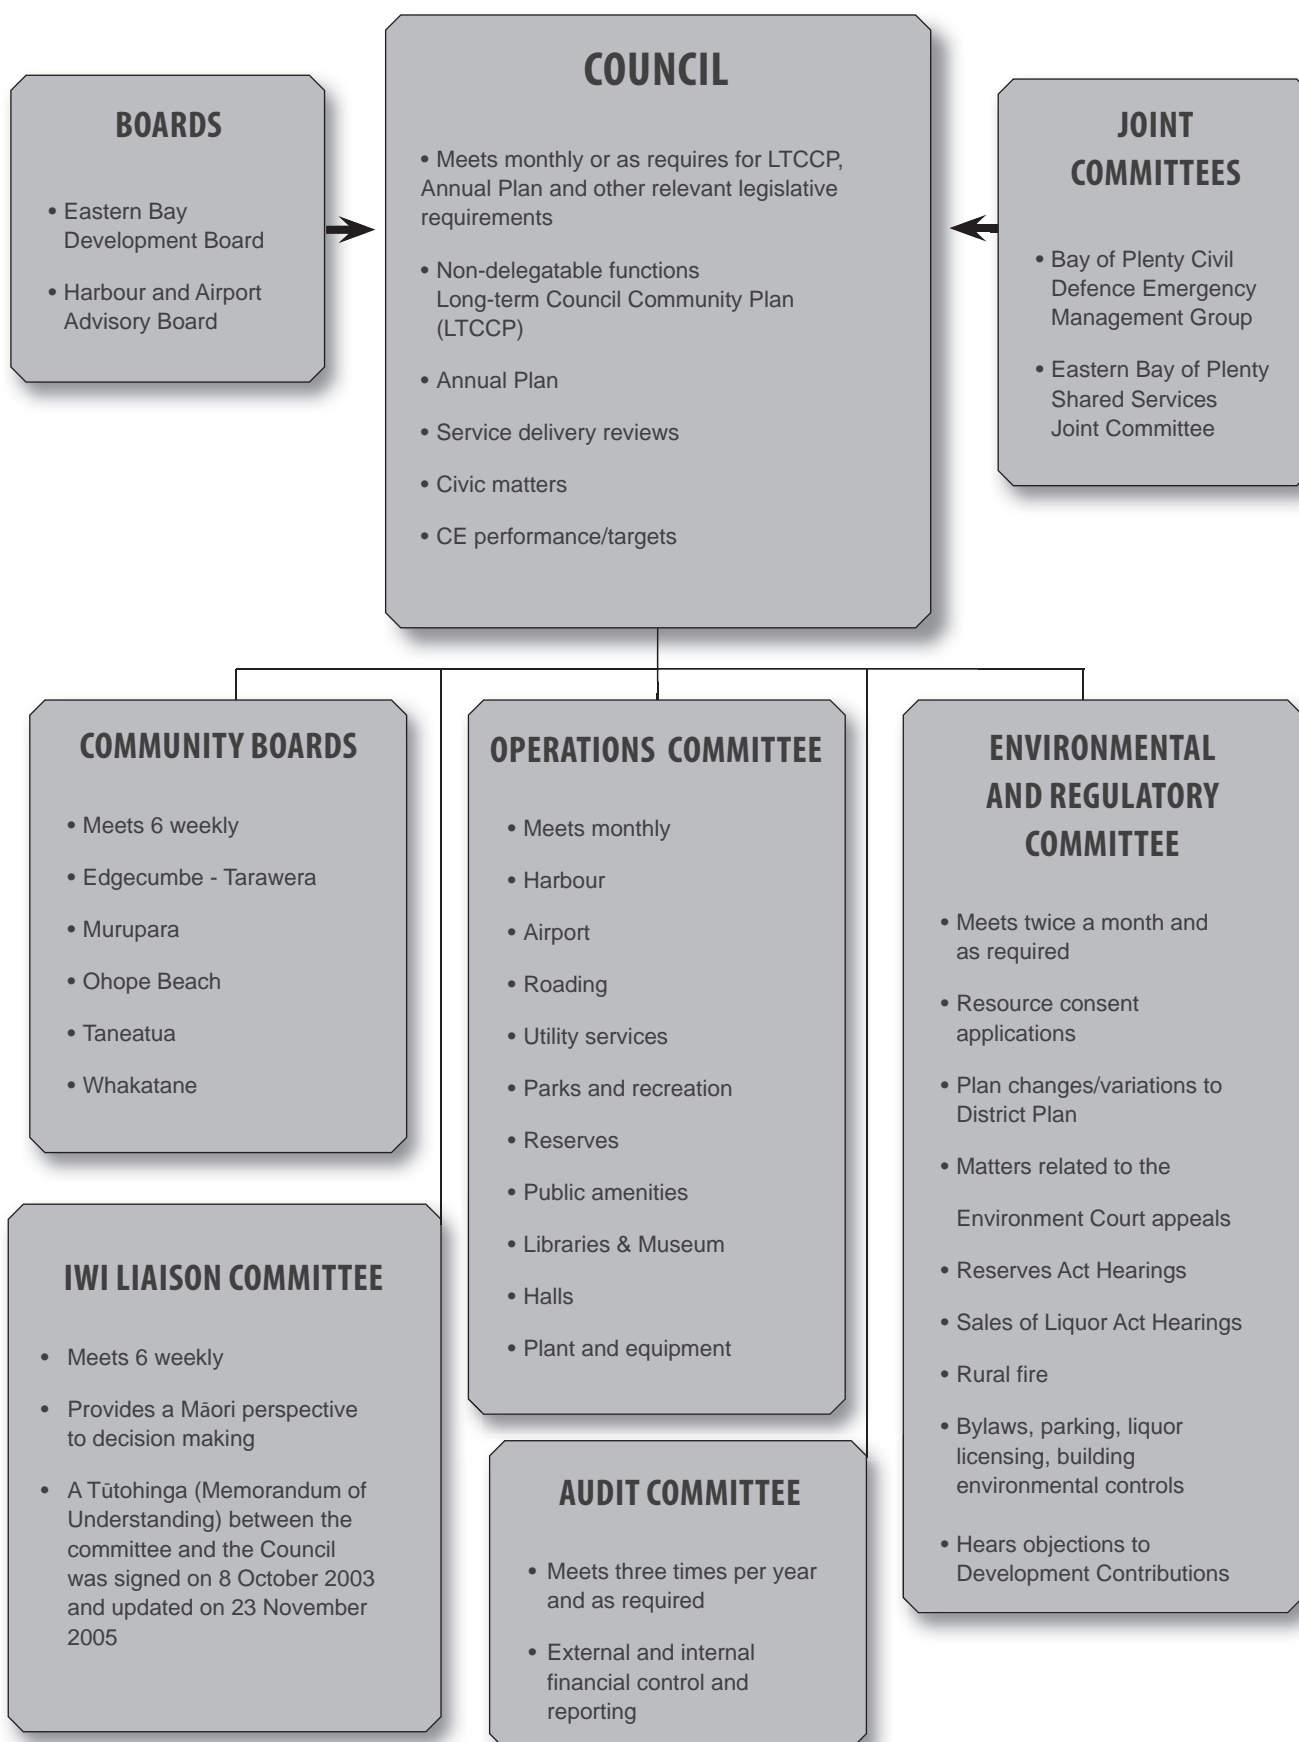 COUNCIL
• Meets monthly or as requires for LTCCP,
Annual Plan and other relevant legislative
requirements
• Non-delegatable functions
Long-term Council Community Plan
(LTCCP)
• Annual Plan
• Service delivery reviews
• Civic matters
• CE performance/targets
BOARDS
• Eastern Bay
Development Board
• Harbour and Airport
Advisory Board
JOINT
COMMITTEES
• Bay of Plenty Civil
Defence Emergency
Management Group
• Eastern Bay of Plenty
Shared Services
Joint Committee
COMMUNITY BOARDS
• Meets 6 weekly
• Edgecumbe - Tarawera
• Murupara
• Ohope Beach
• Taneatua
• Whakatane
OPERATIONS COMMITTEE
• Meets monthly
• Harbour
• Airport
• Roading
• Utility services
• Parks and recreation
• Reserves
• Public amenities
• Libraries & Museum
• Halls
• Plant and equipment
ENVIRONMENTAL
AND REGULATORY
COMMITTEE
• Meets twice a month and
as required
• Resource consent
applications
• Plan changes/variations to
District Plan
• Matters related to the
Environment Court appeals
• Reserves Act Hearings
• Sales of Liquor Act Hearings
• Rural fire
• Bylaws, parking, liquor
licensing, building
environmental controls
• Hears objections to
Development Contributions
IWI LIAISON COMMITTEE
• Meets 6 weekly
• Provides a Māori perspective
to decision making
• A Tūtohinga (Memorandum of
Understanding) between the
committee and the Council
was signed on 8 October 2003
and updated on 23 November
2005
AUDIT COMMITTEE
• Meets three times per year
and as required
• External and internal
financial control and
reporting